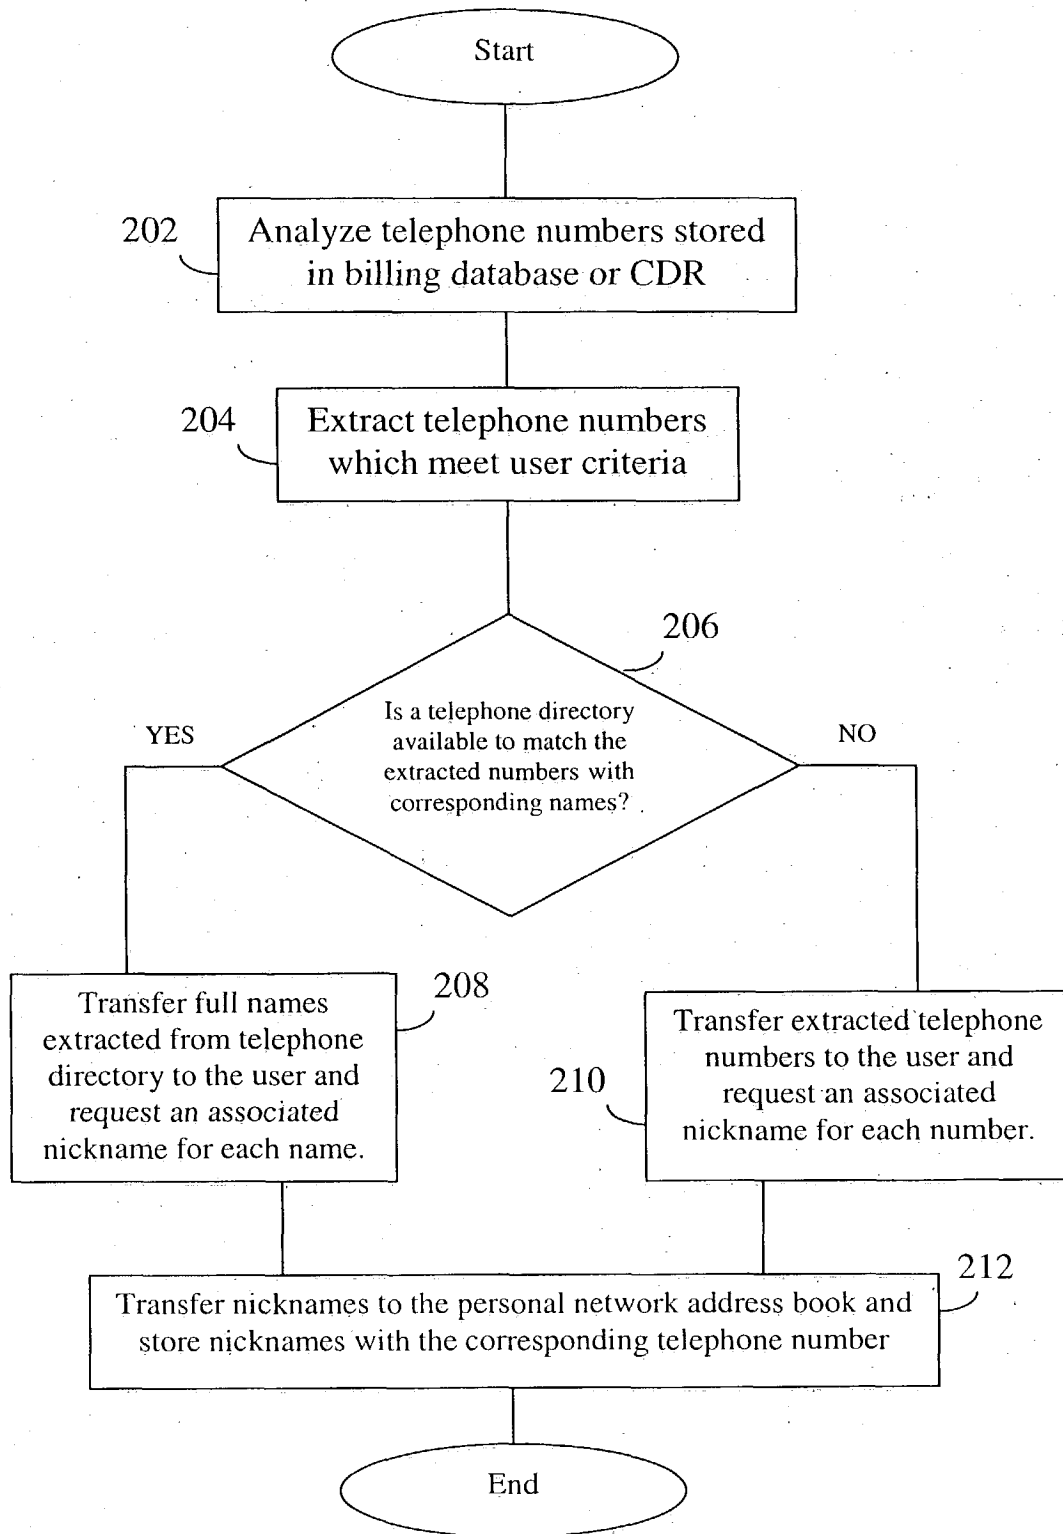 Start
202
Analyze telephone numbers stored
in billing database or CDR
204
Extract telephone numbers
which meet user criteria
206
Is a telephone directory
available to match the
extracted numbers with
corresponding names?
YES
NO
208
Transfer full names
extracted from telephone
directory to the user and
request an associated
nickname for each name.
210
Transfer extracted telephone
numbers to the user and
request an associated
nickname for each number.
212
Transfer nicknames to the personal network address book and
store nicknames with the corresponding telephone number
End